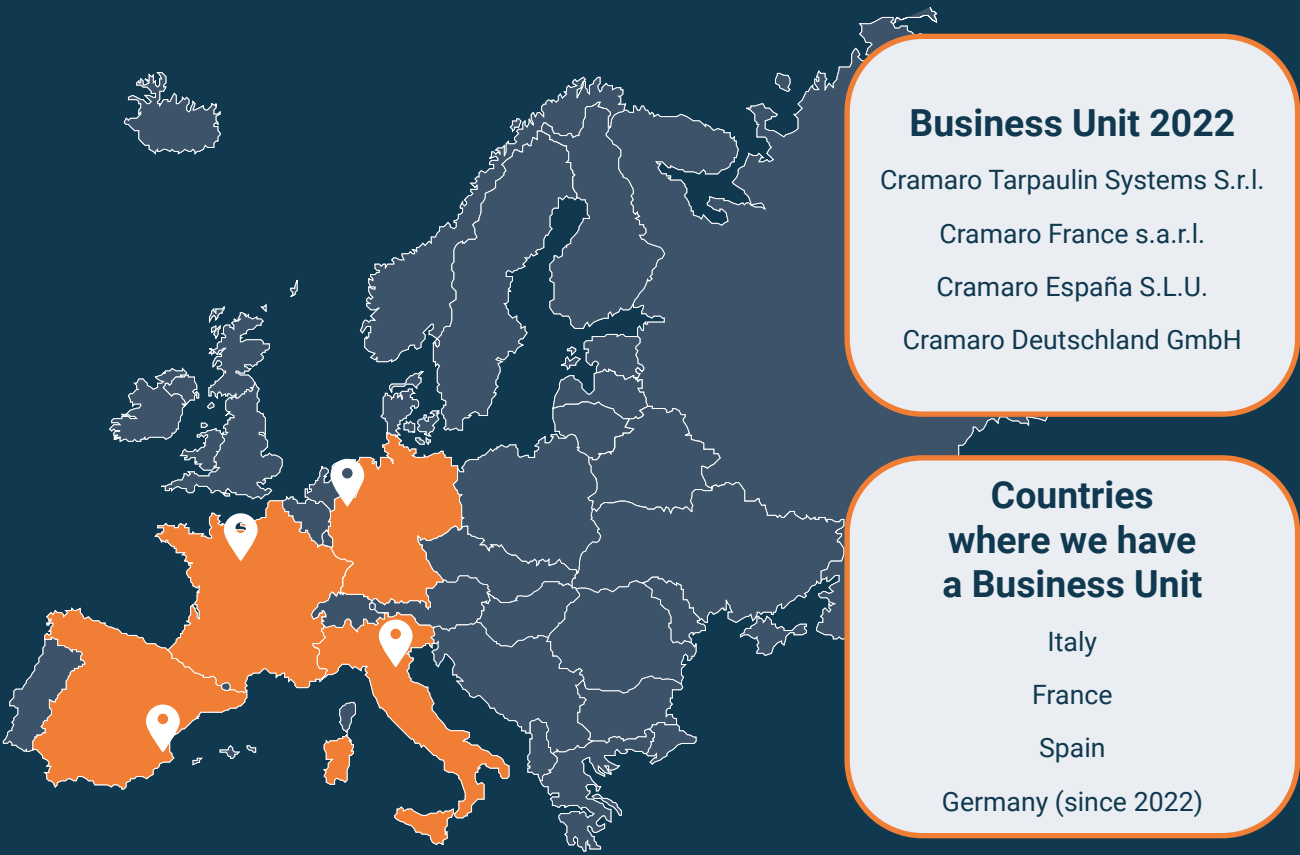 Business Unit 2022
Cramaro Tarpaulin Systems S.r.l.
Cramaro France s.a.r.l.
Cramaro España S.L.U.
Cramaro Deutschland GmbH
Countries
where we have
a Business Unit
Italy
France
Spain
Germany (since 2022)